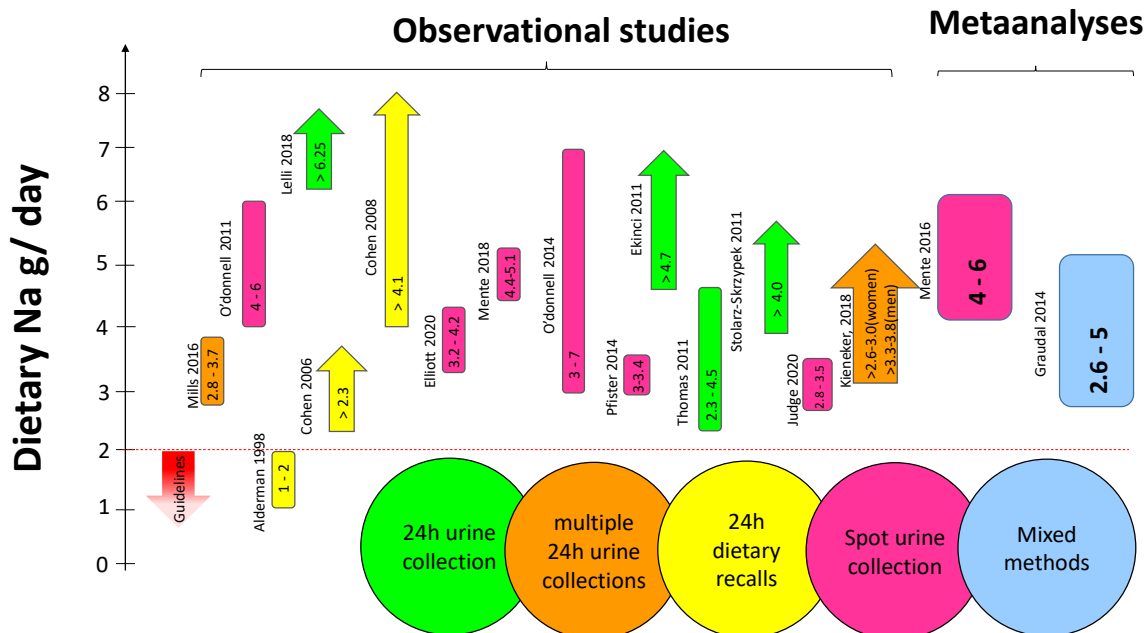 Observational studies
Metaanalyses
Dietary Na g/ day
8
7
6
5
4
3
2
1
0
Guidelines
Mills 2016
2.8 - 3.7
O'donnell 2011
4 - 6
Alderman 1998
1 - 2
Lelli 2018
> 6.25
Cohen 2006
> 2.3
Cohen 2008
> 4.1
Elliott 2020
3.2 - 4.2
Mente 2018
4.4-5.1
O'donnell 2014
3 - 7
Pfister 2014
3-3.4
Ekinci 2011
> 4.7
Thomas 2011
2.3 - 4.5
Stolarz-Skrzypek 2011
> 4.0
Judge 2020
2.8 - 3.5
Kieneker, 2018
>2.6-3.0(women)
>3.3-3.8(men)
Mente 2016
4 - 6
Graudal 2014
2.6 - 5
24h urine
collection
multiple
24h urine
collections
24h
dietary
recalls
Spot urine
collection
Mixed
methods